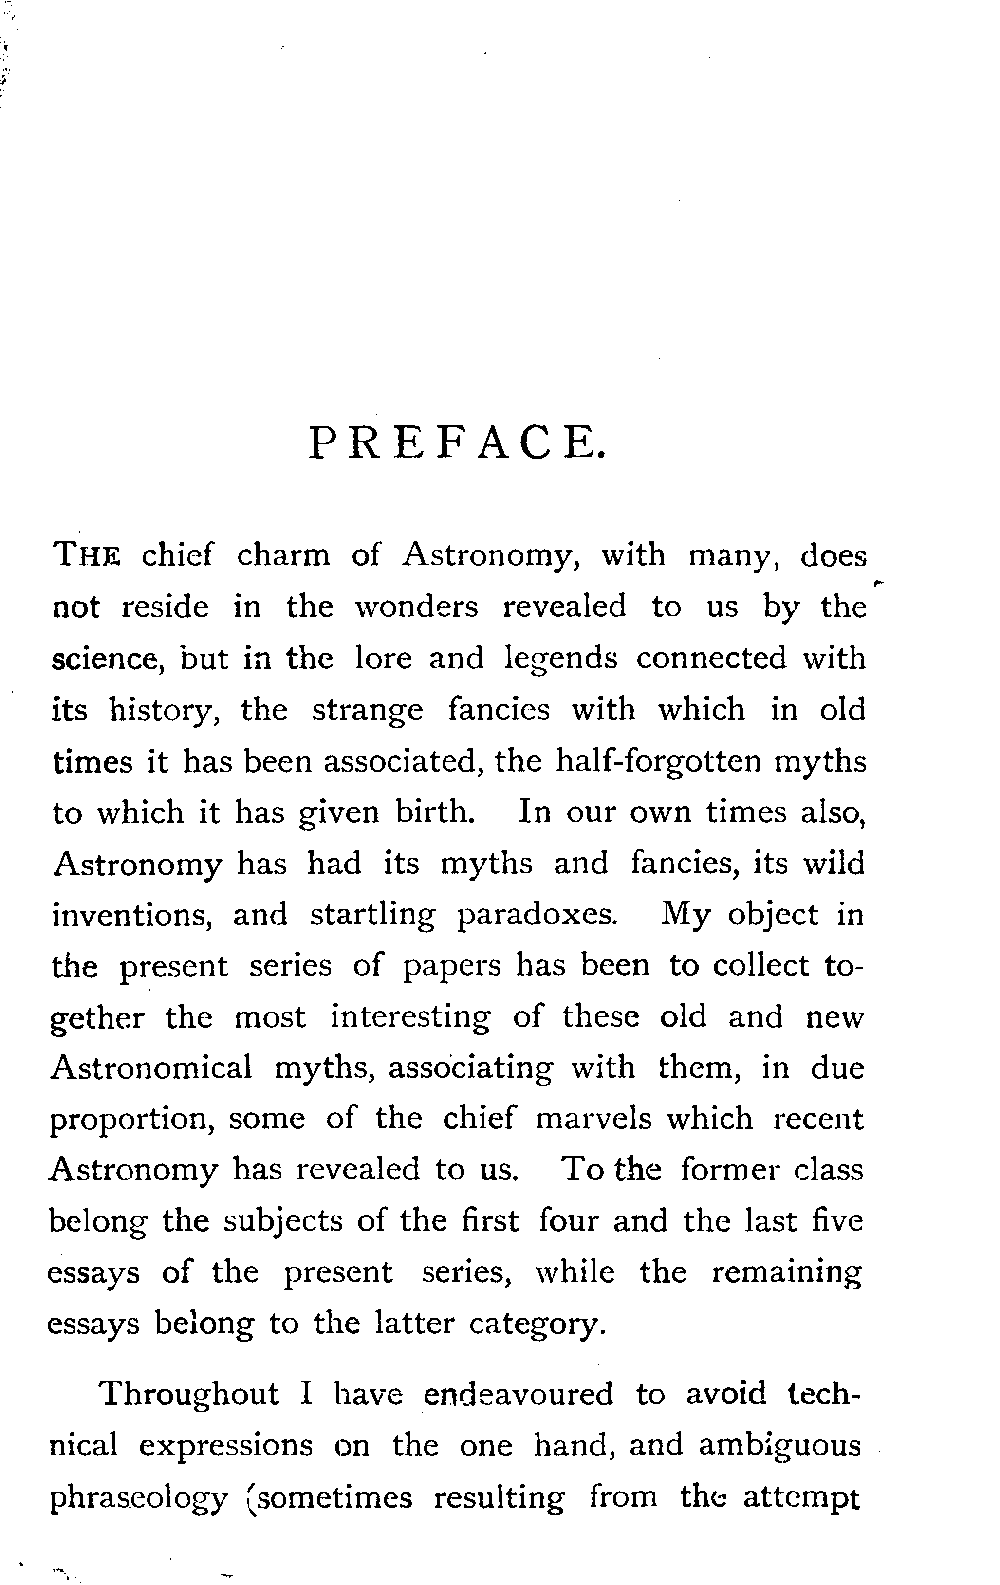 PREFACE.
THE chief charm of Astronomy, with many, does
not reside in the wonders revealed to us by the
science, but in the lore and legends connected with
its history, the strange fancies with which in old
times it has been associated, the half-forgotten myths
to which it has given birth. In our own times also,
Astronomy has had its myths and fancies, its wild
inventions, and startling paradoxes. My object in
the present series of papers has been to collect to-
gether the most interesting of these old and new
Astronomical myths, associating with them, in due
proportion, some of the chief marvels which recent
Astronomy has revealed to us. To the former class
belong the subjects of the first four and the last five
essays of the present series, while the remaining
essays belong to the latter category.
Throughout I have endeavoured to avoid tech-
nical expressions on the one hand, and ambiguous
phraseology (sometimes resulting from the attempt